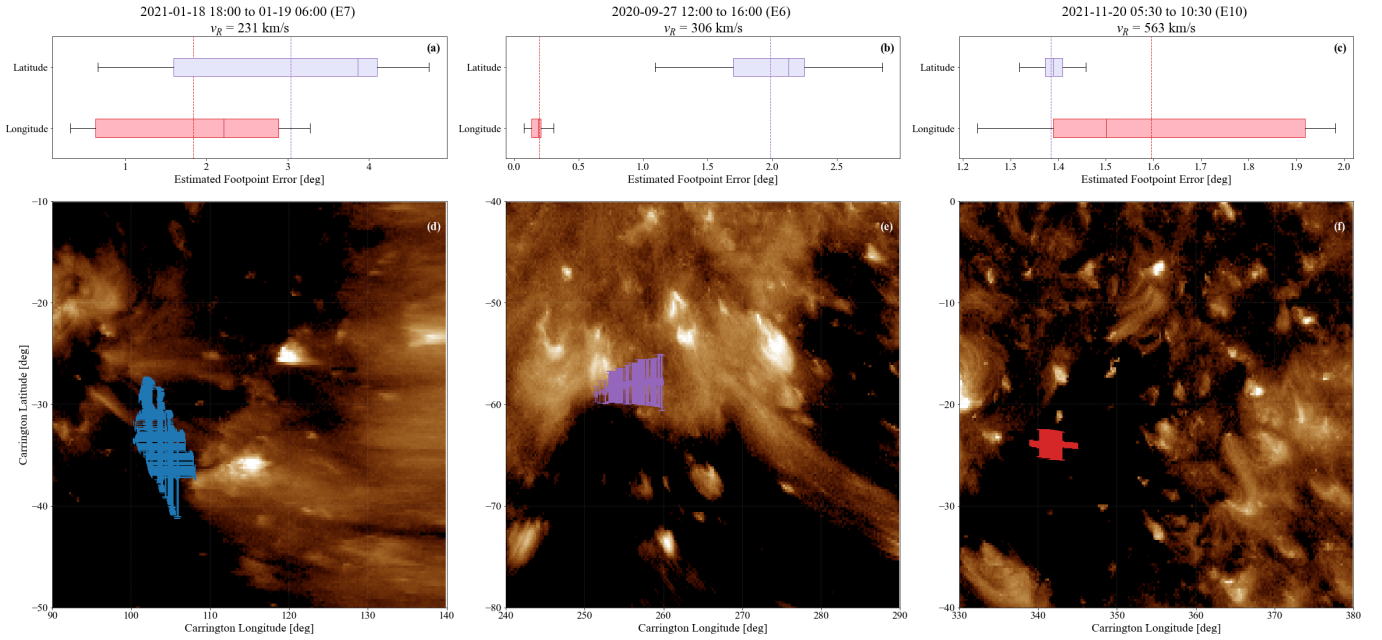 2021-01-18 18:00 to 01-19 06:00 (E7)
v_R = 231 km/s
2020-09-27 12:00 to 16:00 (E6)
v_R = 306 km/s
2021-11-20 05:30 to 10:30 (E10)
v_R = 563 km/s
(a)
Latitude
Longitude
1 2 3 4
Estimated Footpoint Error [deg]
(b)
Latitude
Longitude
0.0 0.5 1.0 1.5 2.0 2.5
Estimated Footpoint Error [deg]
(c)
Latitude
Longitude
1.2 1.3 1.4 1.5 1.6 1.7 1.8 1.9 2.0
Estimated Footpoint Error [deg]
(d)
Carrington Latitude [deg]
−10
−20
−30
−40
−50
90 100 110 120 130 140
Carrington Longitude [deg]
(e)
−40
−50
−60
−70
−80
240 250 260 270 280 290
Carrington Longitude [deg]
(f)
0
−10
−20
−30
−40
330 340 350 360 370 380
Carrington Longitude [deg]